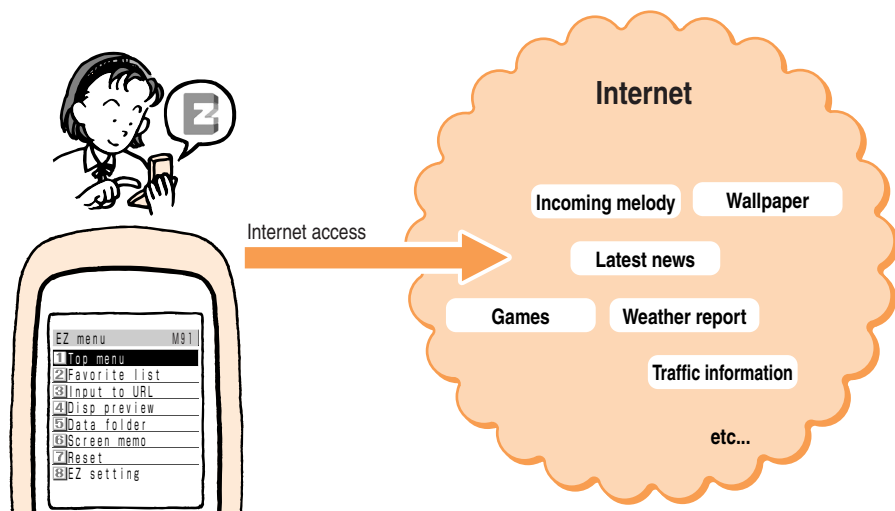 EZ
Internet access
EZ menu M91
1 Top menu
2 Favorite list
3 Input to URL
4 Disp preview
5 Data folder
6 Screen memo
7 Reset
8 EZ setting
Internet
Incoming melody
Wallpaper
Latest news
Games
Weather report
Traffic information
etc...